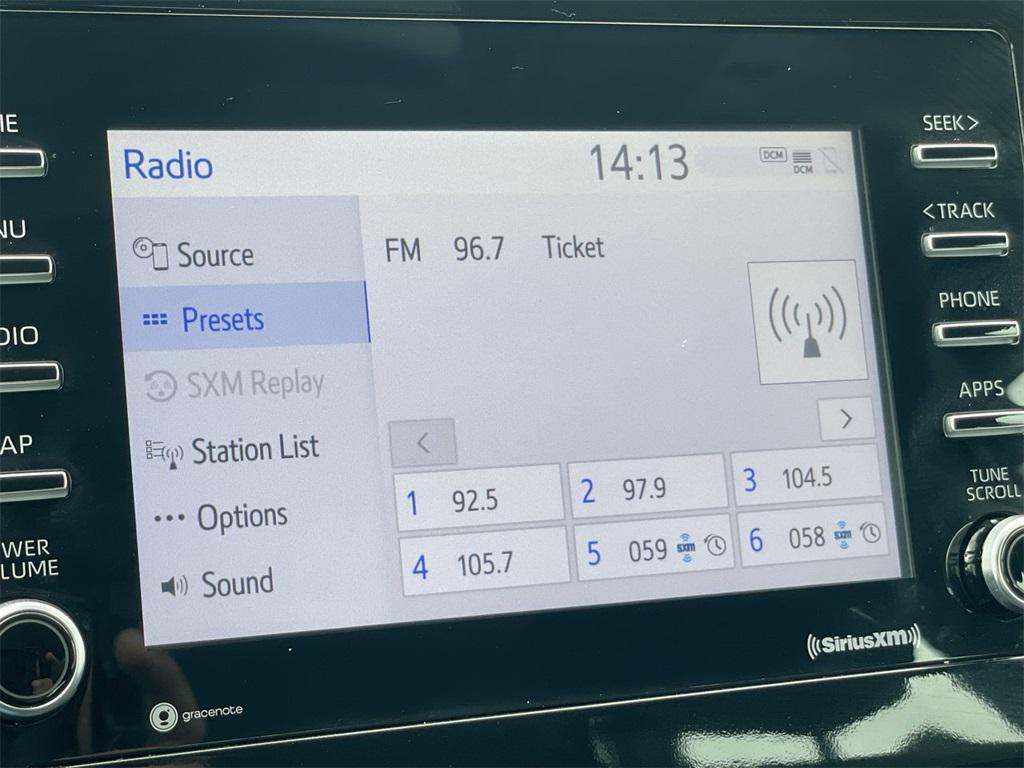 Radio
14:13
DCM
DCM
Source
Presets
SXM Replay
Station List
Options
Sound
FM 96.7 Ticket
<
>
1 92.5
2 97.9
3 104.5
4 105.7
5 059 sxm
6 058 sxm
SEEK>
<TRACK
PHONE
APPS
TUNE
SCROLL
SiriusXM
gracenote